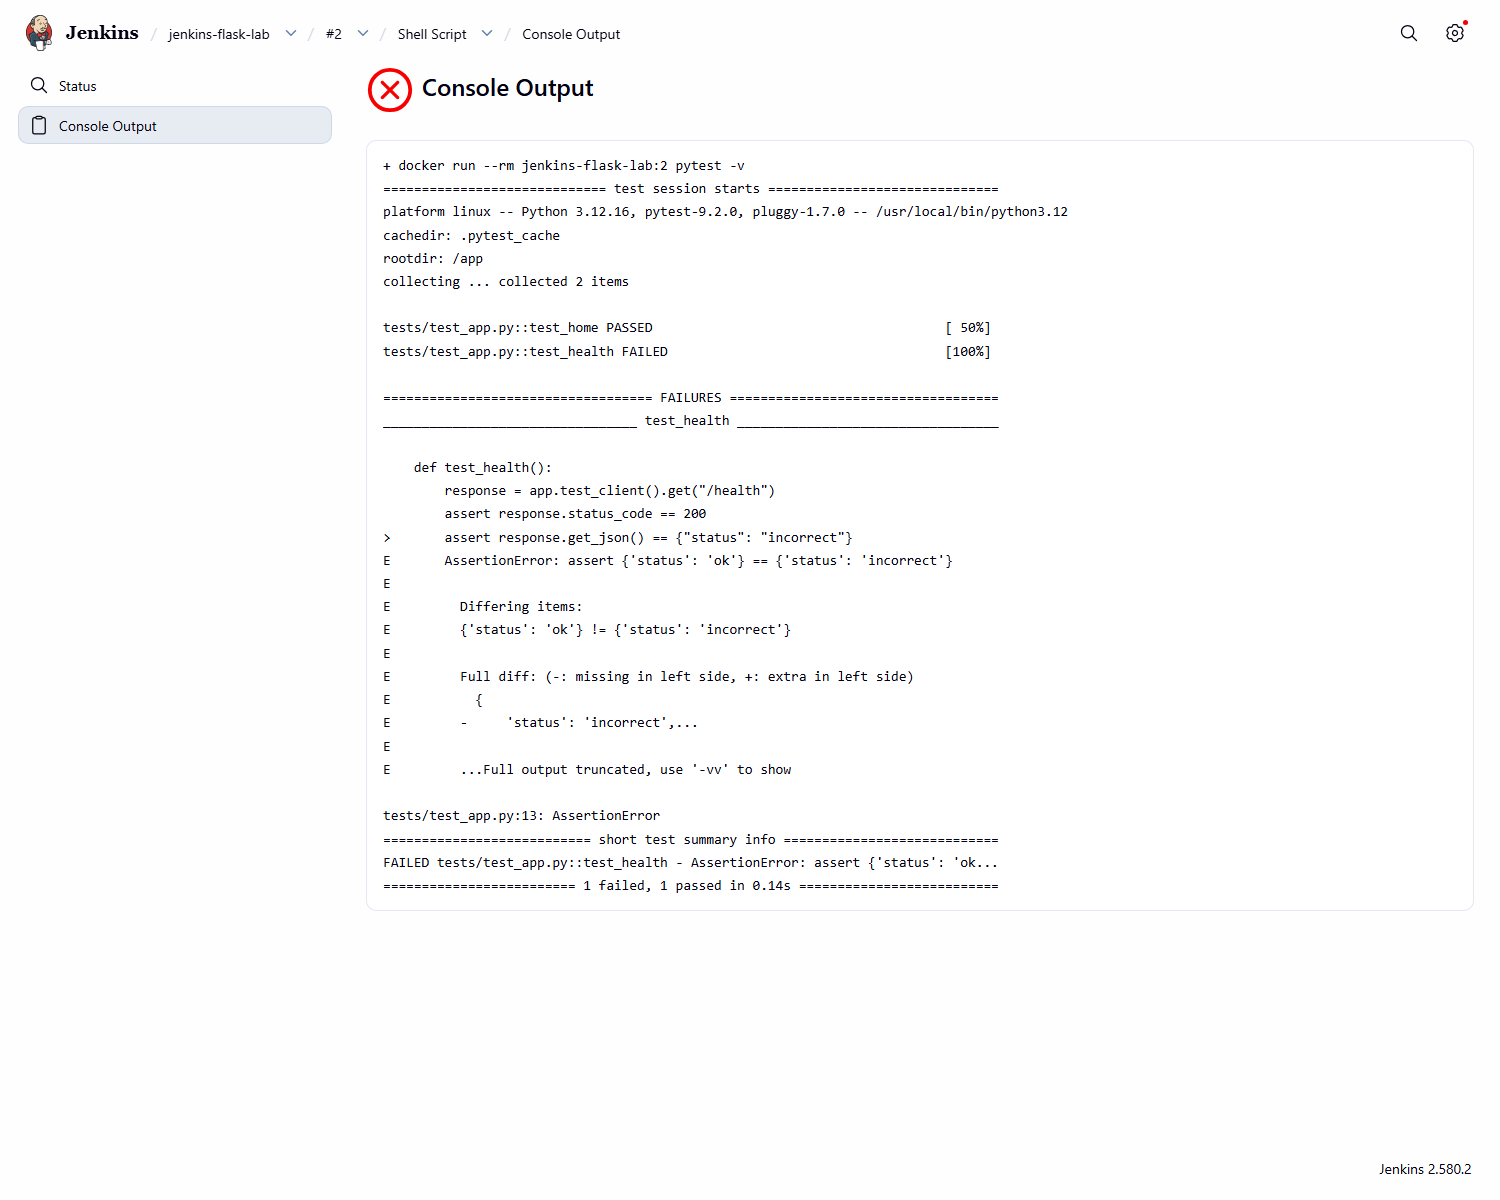 Jenkins / jenkins-flask-lab / #2 / Shell Script / Console Output
Status
Console Output
Console Output
+ docker run --rm jenkins-flask-lab:2 pytest -v
============================= test session starts ==============================
platform linux -- Python 3.12.16, pytest-9.2.0, pluggy-1.7.0 -- /usr/local/bin/python3.12
cachedir: .pytest_cache
rootdir: /app
collecting ... collected 2 items
tests/test_app.py::test_home PASSED                                      [ 50%]
tests/test_app.py::test_health FAILED                                    [100%]
=================================== FAILURES ===================================
_________________________________ test_health __________________________________
    def test_health():
        response = app.test_client().get("/health")
        assert response.status_code == 200
>       assert response.get_json() == {"status": "incorrect"}
E       AssertionError: assert {'status': 'ok'} == {'status': 'incorrect'}
E
E         Differing items:
E         {'status': 'ok'} != {'status': 'incorrect'}
E
E         Full diff: (-: missing in left side, +: extra in left side)
E           {
E         -     'status': 'incorrect',...
E
E         ...Full output truncated, use '-vv' to show
tests/test_app.py:13: AssertionError
=========================== short test summary info ============================
FAILED tests/test_app.py::test_health - AssertionError: assert {'status': 'ok...
========================= 1 failed, 1 passed in 0.14s ==========================
Jenkins 2.580.2